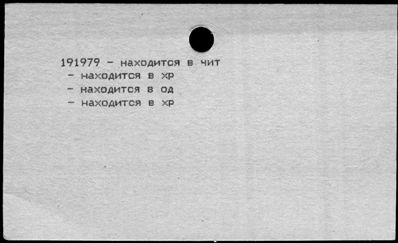 191979 - находится в чит
- находится в хр
- находится в од
- находится в хр